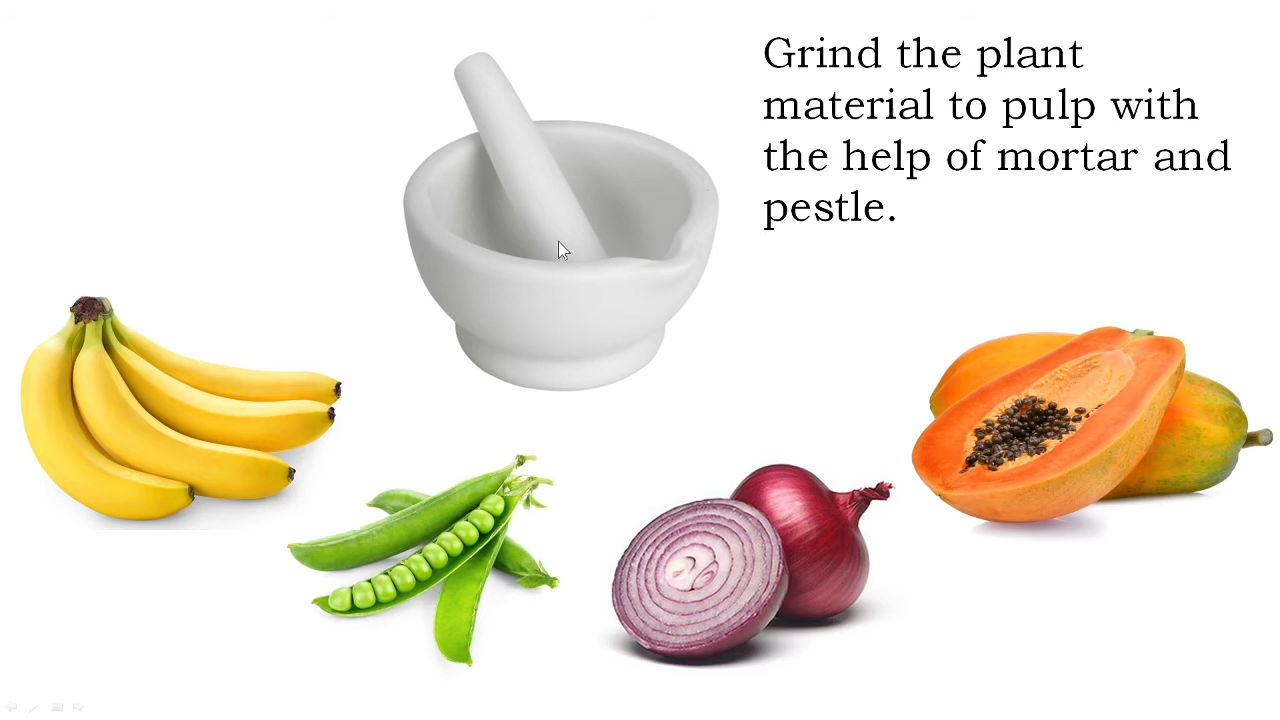 Grind the plant
material to pulp with
the help of mortar and
pestle.